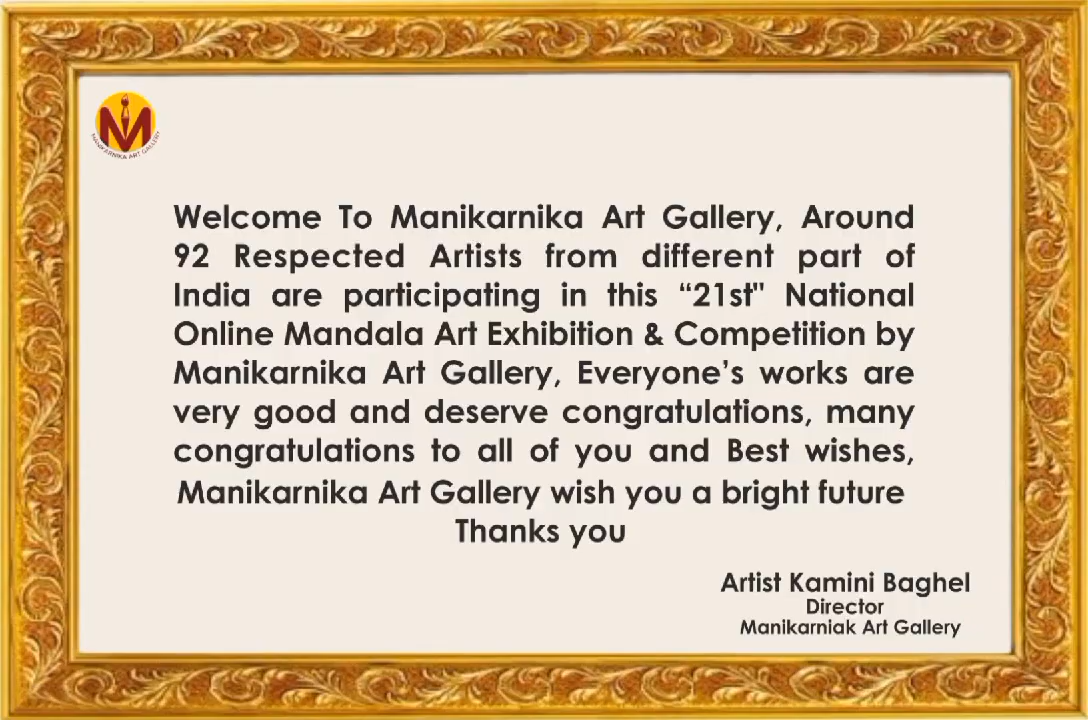 M
MANIKARNIKA ART GALLERY
Welcome To Manikarnika Art Gallery, Around
92 Respected Artists from different part of
India are participating in this “21st" National
Online Mandala Art Exhibition & Competition by
Manikarnika Art Gallery, Everyone’s works are
very good and deserve congratulations, many
congratulations to all of you and Best wishes,
Manikarnika Art Gallery wish you a bright future
Thanks you
Artist Kamini Baghel
Director
Manikarniak Art Gallery